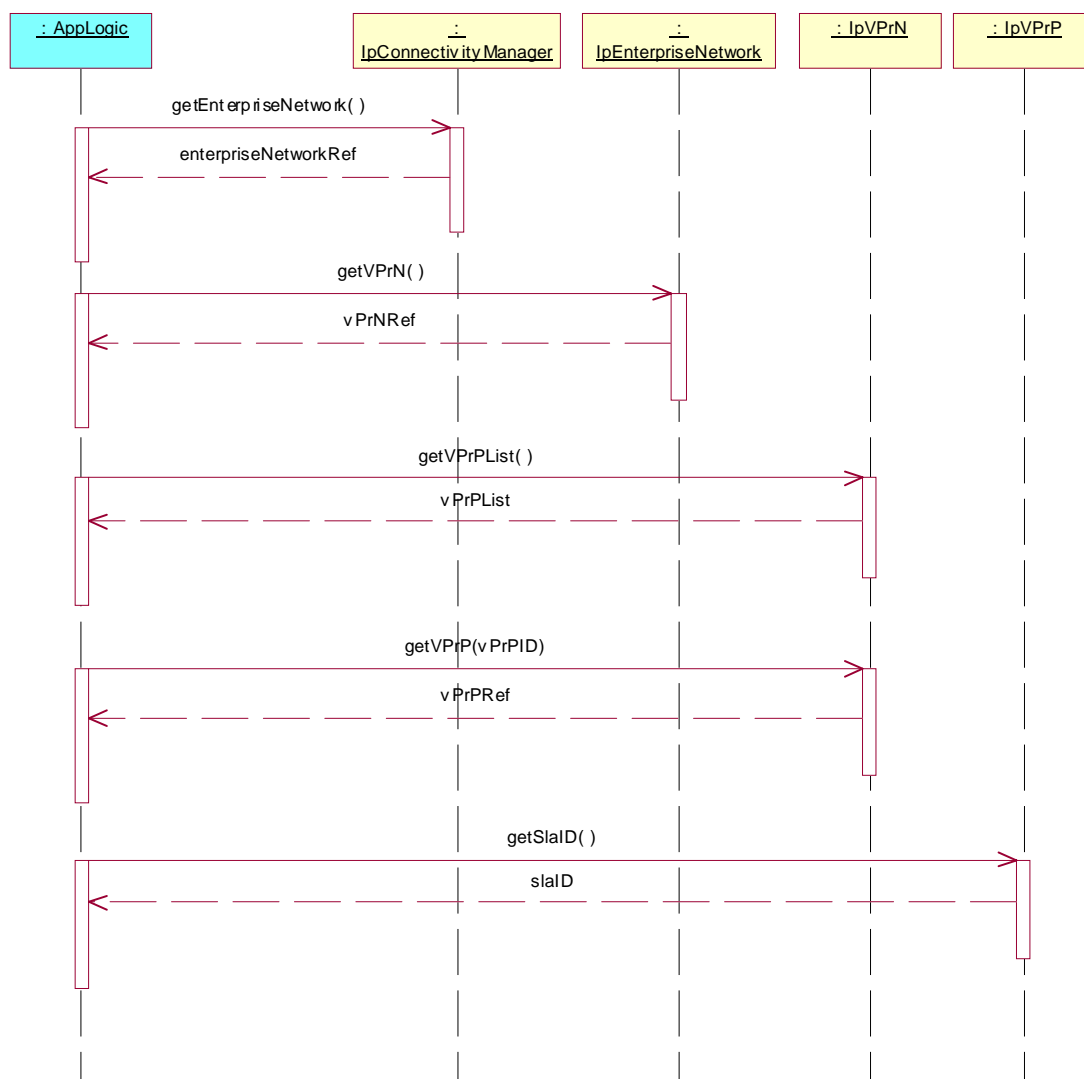 : AppLogic
:
IpConnectivityManager
:
IpEnterpriseNetwork
: IpVPrN
: IpVPrP
getEnterpriseNetwork( )
enterpriseNetworkRef
getVPrN( )
vPrNRef
getVPrPList( )
vPrPList
getVPrP(vPrPID)
vPrPRef
getSlaID( )
slaID